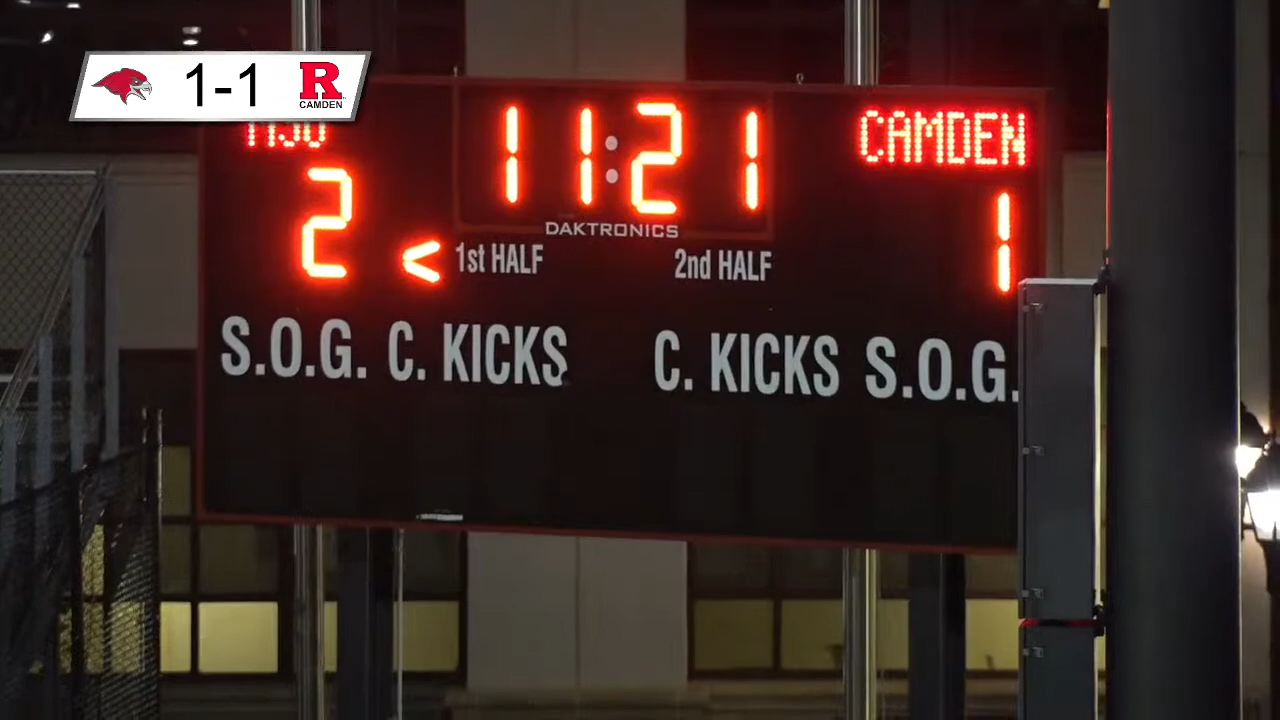 1-1
R
CAMDEN
11:21
CAMDEN
2
1
DAKTRONICS
<
1st HALF
2nd HALF
S.O.G. C. KICKS
C. KICKS S.O.G.